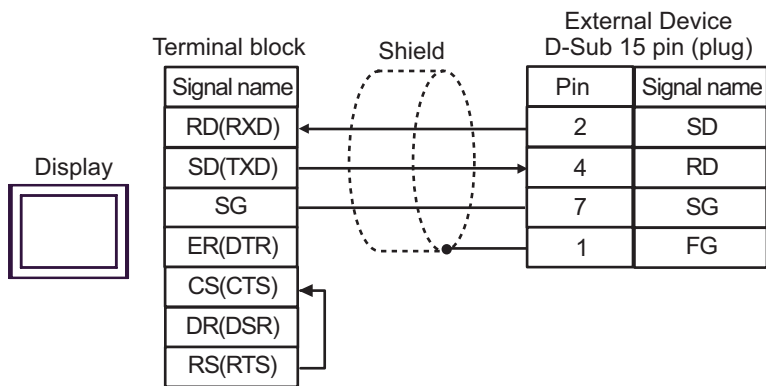 External Device
Terminal block Shield D-Sub 15 pin (plug)
Signal name Pin Signal name
RD(RXD) 2 SD
Display SD(TXD) 4 RD
SG 7 SG
ER(DTR) 1 FG
CS(CTS)
DR(DSR)
RS(RTS)